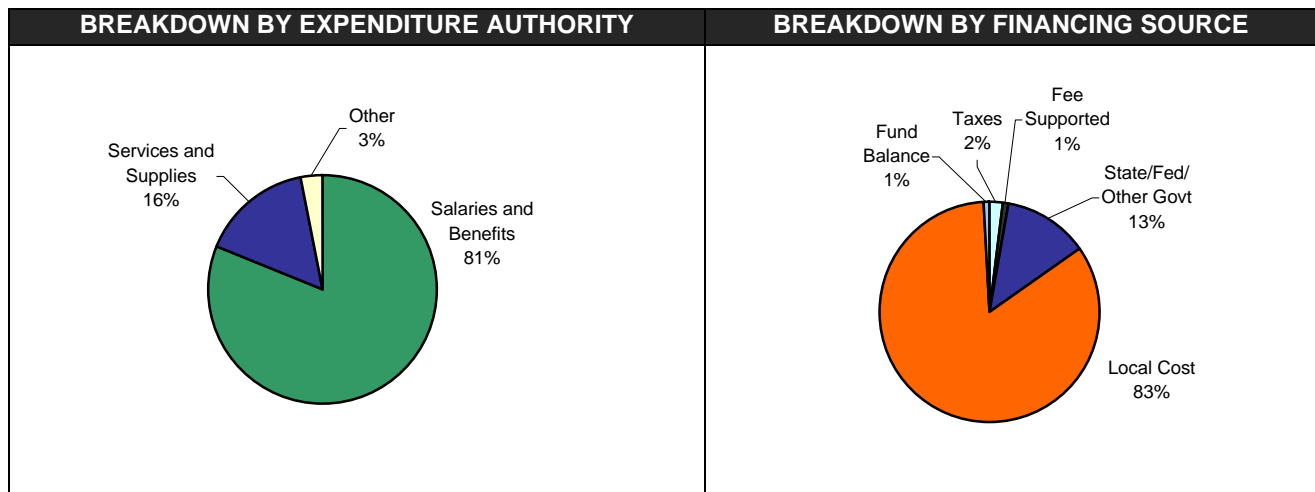 BREAKDOWN BY EXPENDITURE AUTHORITY
Other
3%
Services and
Supplies
16%
Salaries and
Benefits
81%
BREAKDOWN BY FINANCING SOURCE
Fund
Balance
1%
Taxes
2%
Fee
Supported
1%
State/Fed/
Other Govt
13%
Local Cost
83%